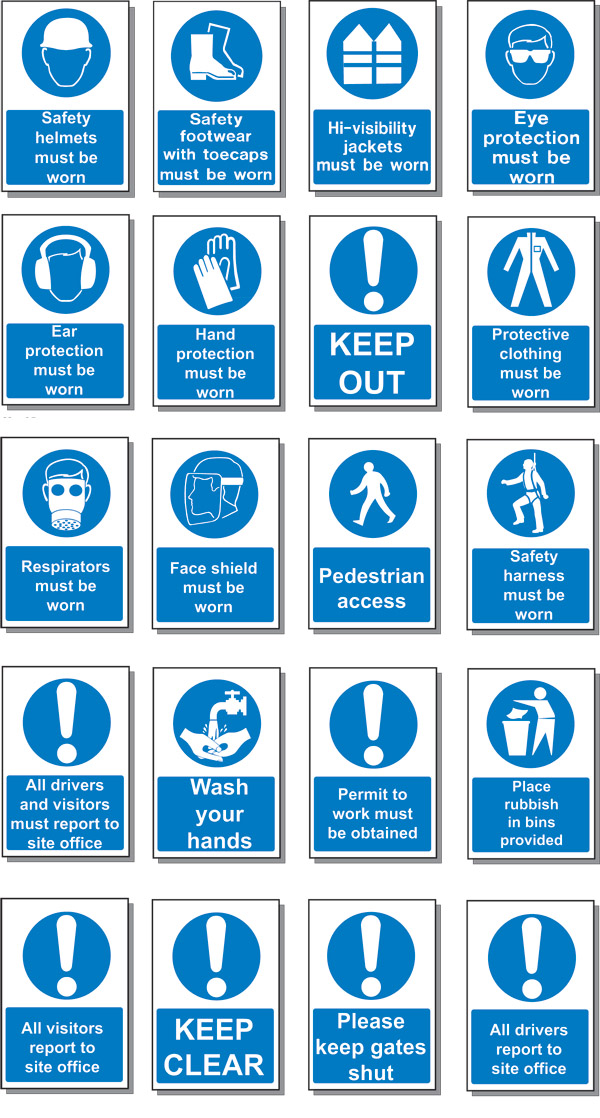 Safety
helmets
must be
worn
Safety
footwear
with toecaps
must be worn
Hi-visibility
jackets
must be worn
Eye
protection
must be
worn
Ear
protection
must be
worn
Hand
protection
must be
worn
KEEP
OUT
Protective
clothing
must be
worn
Respirators
must be
worn
Face shield
must be
worn
Pedestrian
access
Safety
harness
must be
worn
All drivers
and visitors
must report to
site office
Wash
your
hands
Permit to
work must
be obtained
Place
rubbish
in bins
provided
All visitors
report to
site office
KEEP
CLEAR
Please
keep gates
shut
All drivers
report to
site office